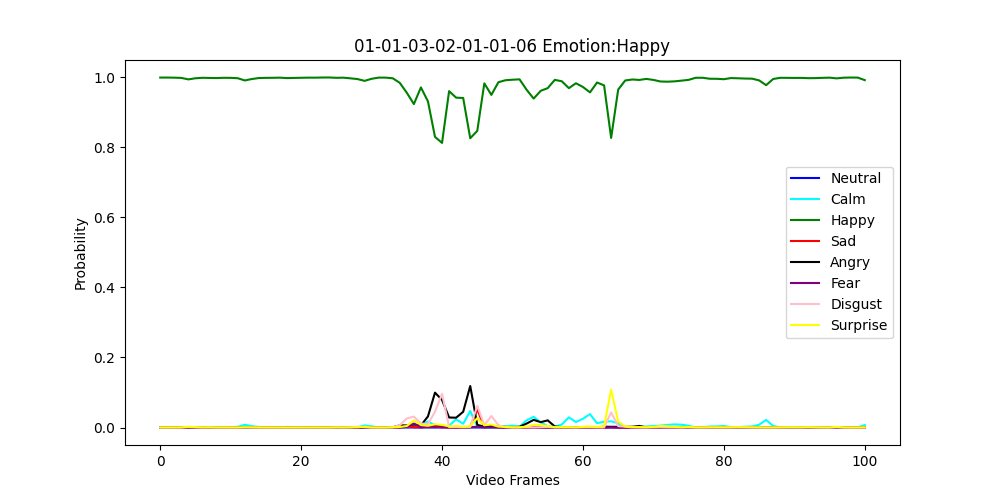 01-01-03-02-01-01-06 Emotion:Happy
1.0
0.8
0.6
0.4
0.2
0.0
Probability
0
20
40
60
80
100
Video Frames
Neutral
Calm
Happy
Sad
Angry
Fear
Disgust
Surprise